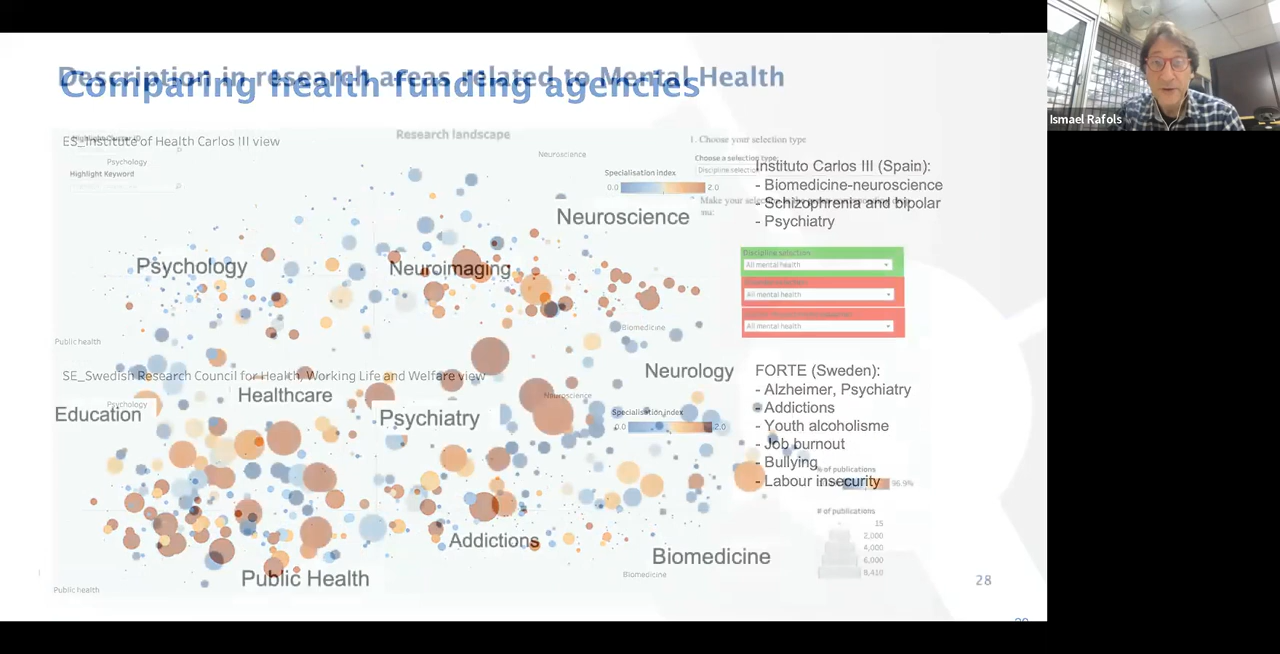 Description in research areas related to Mental Health
Comparing health funding agencies
Research landscape
ES_Institute of Health Carlos III view
Psychology
Highlight Keyword
Neuroscience
Specialisation Index
0.0
2.0
1. Choose your selection type
Choose a selection type:
Discipline selection
Make your selection
Instituto Carlos III (Spain):
- Biomedicine-neuroscience
- Schizophrenia and bipolar
- Psychiatry
Neuroscience
Psychology
Neuroimaging
Discipline selection
All mental health
All mental health
All mental health
Biomedicine
Public health
SE_Swedish Research Council for Health, Working Life and Welfare view
Neurology
Healthcare
Psychology
Neuroscience
Education
Psychiatry
Specialisation Index
0.0
2.0
FORTE (Sweden):
- Alzheimer, Psychiatry
- Addictions
- Youth alcoholisme
- Job burnout
- Bullying
- Labour insecurity
% of publications
96.9%
# of publications
15
2,000
4,000
6,000
8,410
Addictions
Biomedicine
Public Health
Biomedicine
Public health
28
Ismael Rafols